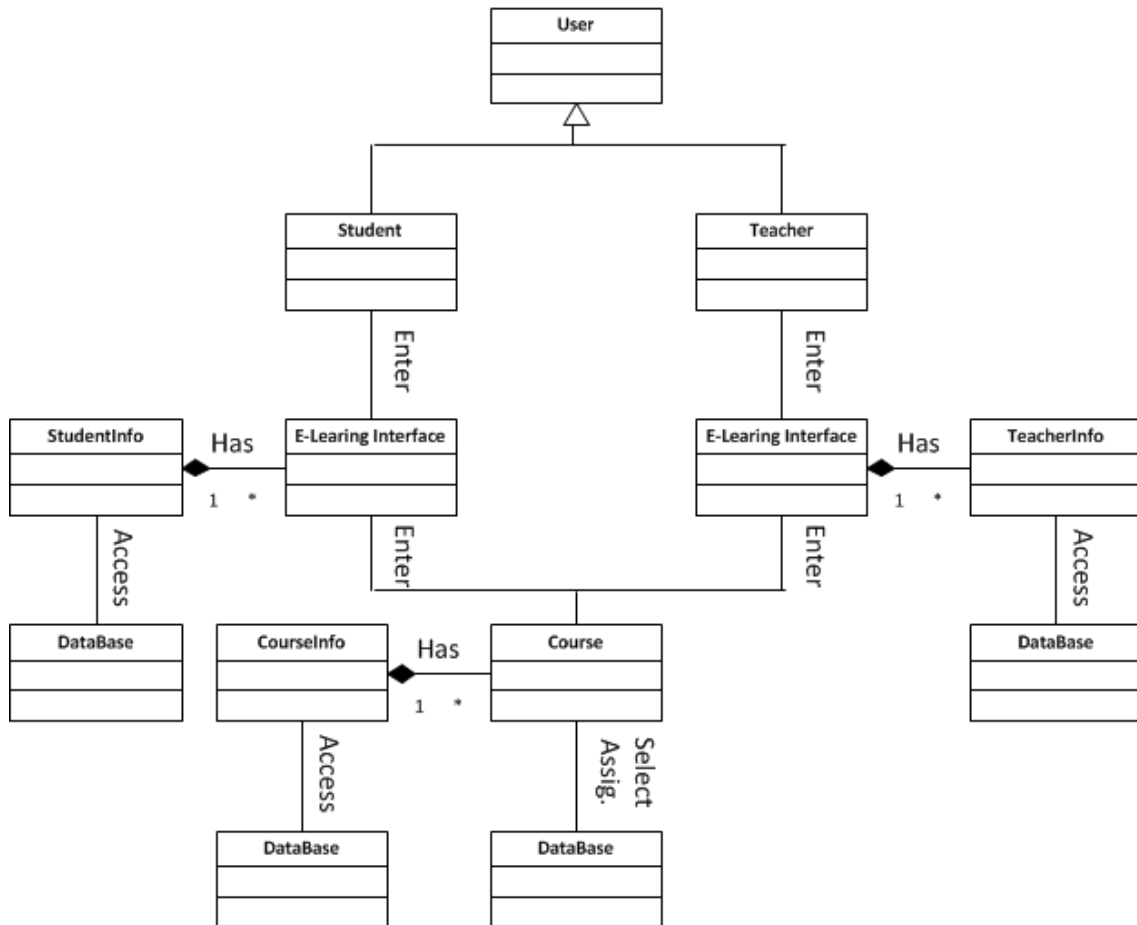 User
Student
Teacher
Enter
Enter
StudentInfo
Has
1 *
E-Learing Interface
E-Learing Interface
Has
1 *
TeacherInfo
Access
Enter
Enter
Access
DataBase
CourseInfo
Has
1 *
Course
DataBase
Access
Select
Assig.
DataBase
DataBase